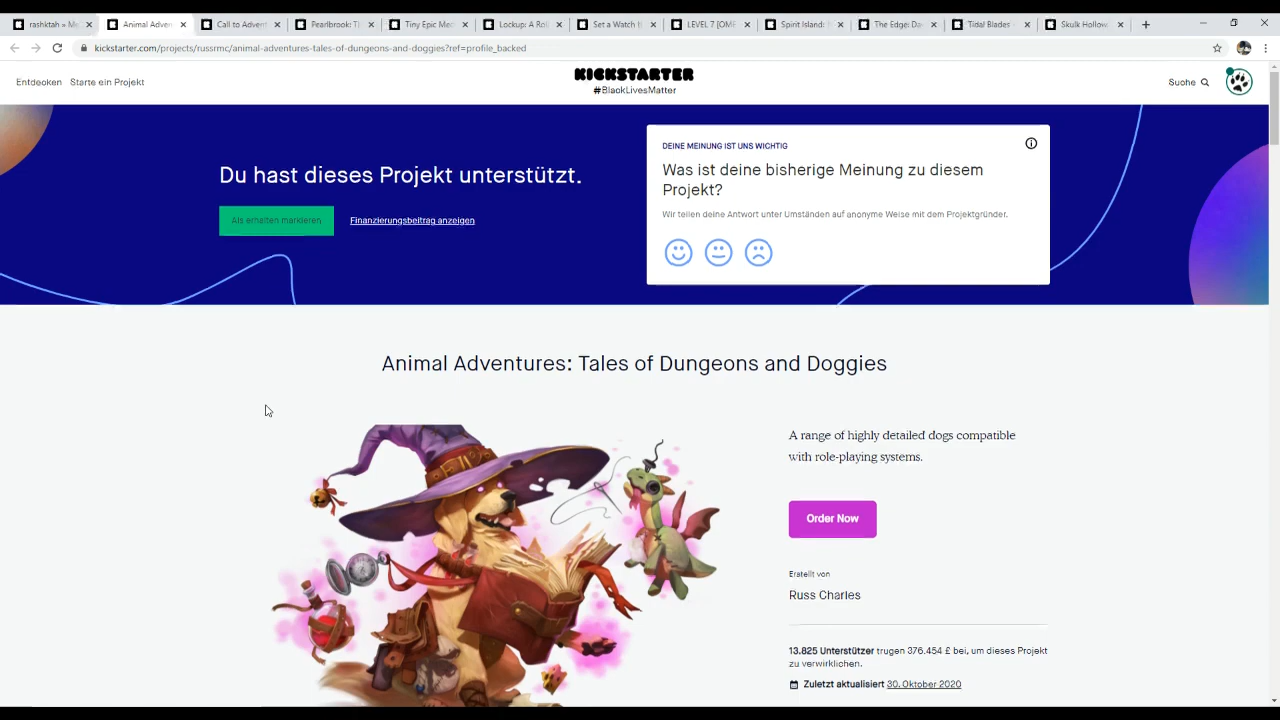 rashktah » Me
Animal Adven
Call to Advent
Pearlbrook: T
Tiny Epic Med
Lockup: A Rol
Set a Watch (
LEVEL 7 [OME
Spirit Island:
The Edge: Da
Tidal Blades
Skulk Hollow
kickstarter.com/projects/russrmc/animal-adventures-tales-of-dungeons-and-doggies?ref=profile_backed
Entdecken Starte ein Projekt
KICKSTARTER
#BlackLivesMatter
Suche
Du hast dieses Projekt unterstützt.
Als erhalten markieren
Finanzierungsbeitrag anzeigen
DEINE MEINUNG IST UNS WICHTIG
Was ist deine bisherige Meinung zu diesem
Projekt?
Wir teilen deine Antwort unter Umständen auf anonyme Weise mit dem Projektgründer.
Animal Adventures: Tales of Dungeons and Doggies
A range of highly detailed dogs compatible
with role-playing systems.
Order Now
Erstellt von
Russ Charles
13.825 Unterstützer trugen 376.454 £ bei, um dieses Projekt
zu verwirklichen.
Zuletzt aktualisiert 30. Oktober 2020